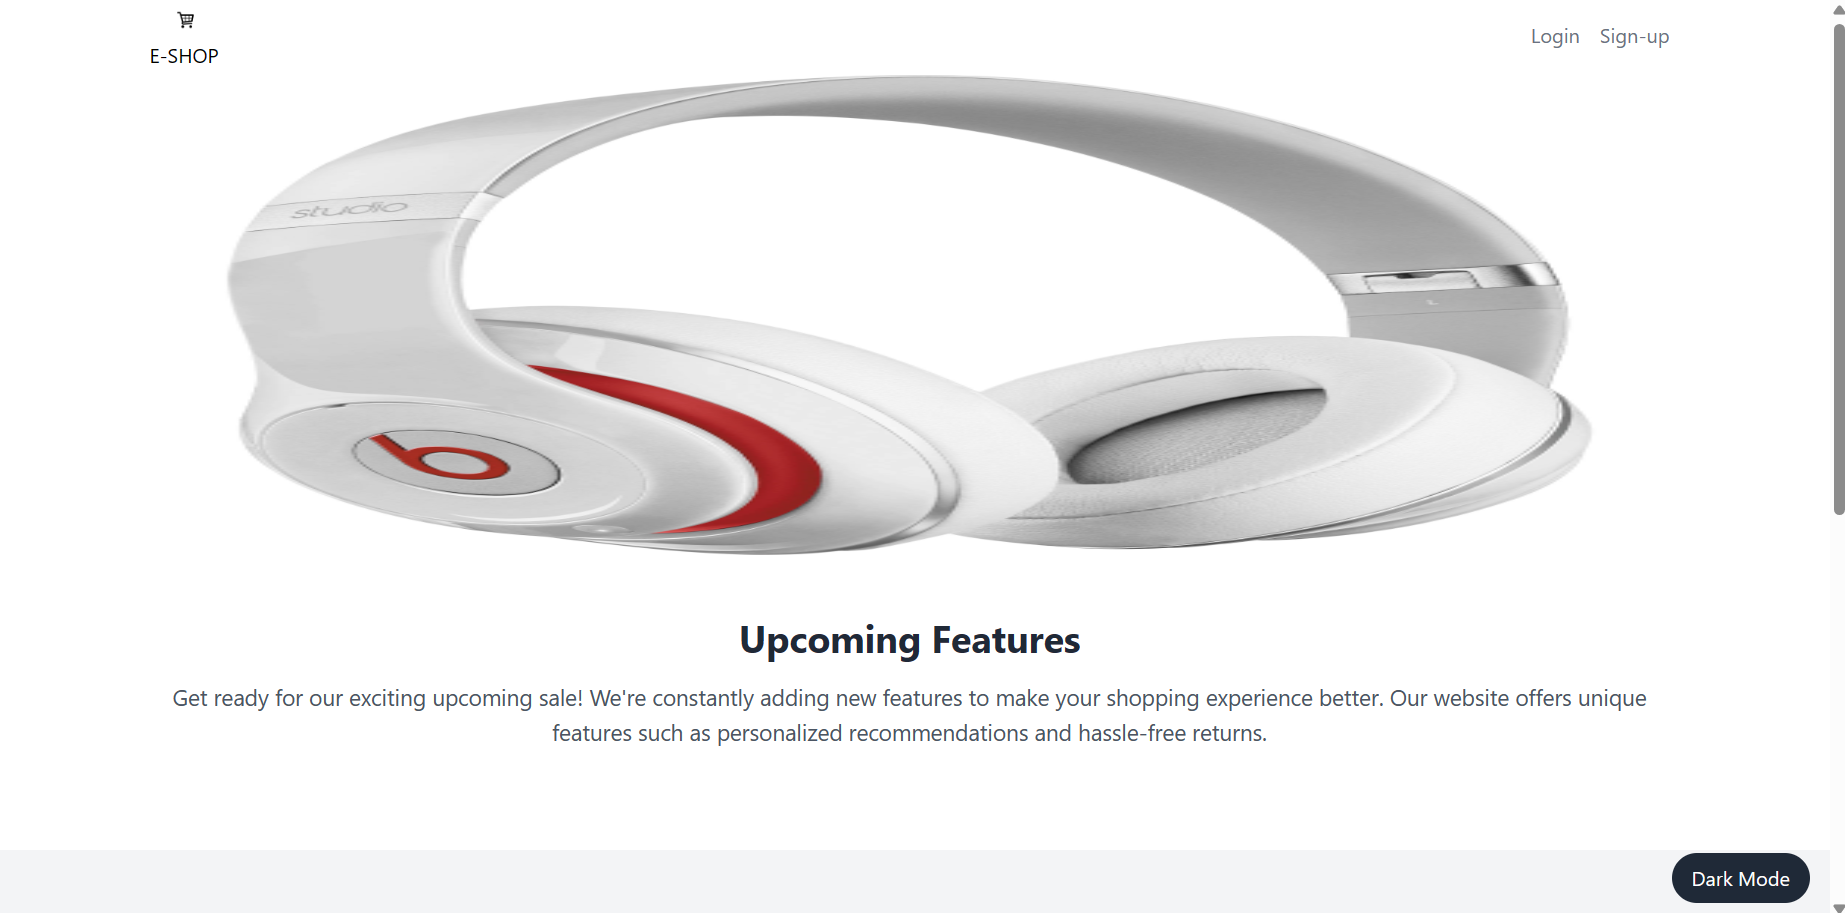 E-SHOP
Login
Sign-up
studio
L
Upcoming Features
Get ready for our exciting upcoming sale! We're constantly adding new features to make your shopping experience better. Our website offers unique
features such as personalized recommendations and hassle-free returns.
Dark Mode